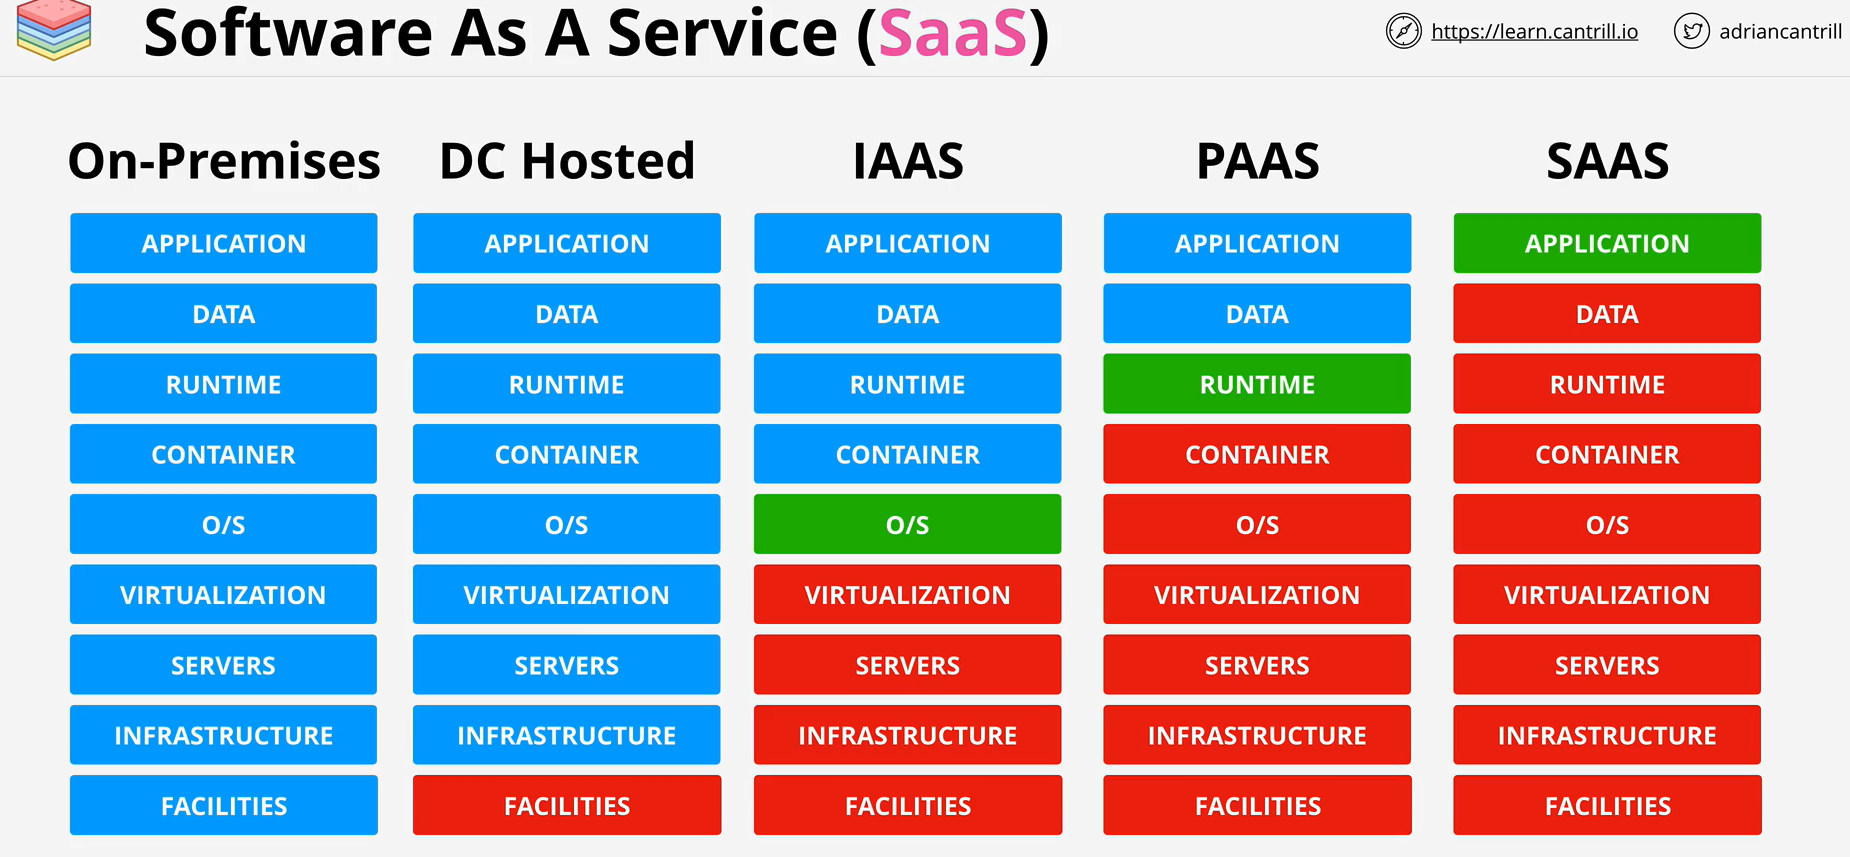 Software As A Service (SaaS)
https://learn.cantrill.io
adriancantrill
On-Premises DC Hosted IAAS PAAS SAAS
APPLICATION APPLICATION APPLICATION APPLICATION APPLICATION
DATA DATA DATA DATA DATA
RUNTIME RUNTIME RUNTIME RUNTIME RUNTIME
CONTAINER CONTAINER CONTAINER CONTAINER CONTAINER
O/S O/S O/S O/S O/S
VIRTUALIZATION VIRTUALIZATION VIRTUALIZATION VIRTUALIZATION VIRTUALIZATION
SERVERS SERVERS SERVERS SERVERS SERVERS
INFRASTRUCTURE INFRASTRUCTURE INFRASTRUCTURE INFRASTRUCTURE INFRASTRUCTURE
FACILITIES FACILITIES FACILITIES FACILITIES FACILITIES